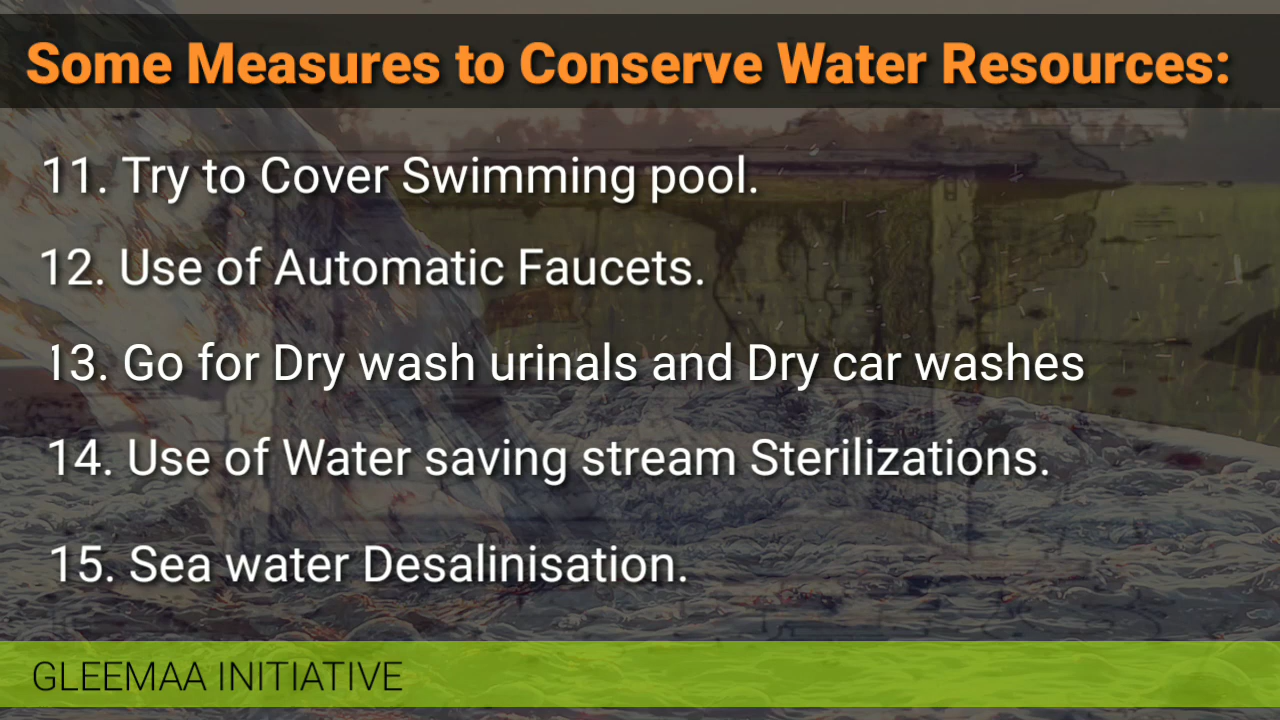 Some Measures to Conserve Water Resources:
11. Try to Cover Swimming pool.
12. Use of Automatic Faucets.
13. Go for Dry wash urinals and Dry car washes
14. Use of Water saving stream Sterilizations.
15. Sea water Desalinisation.
GLEEMAA INITIATIVE